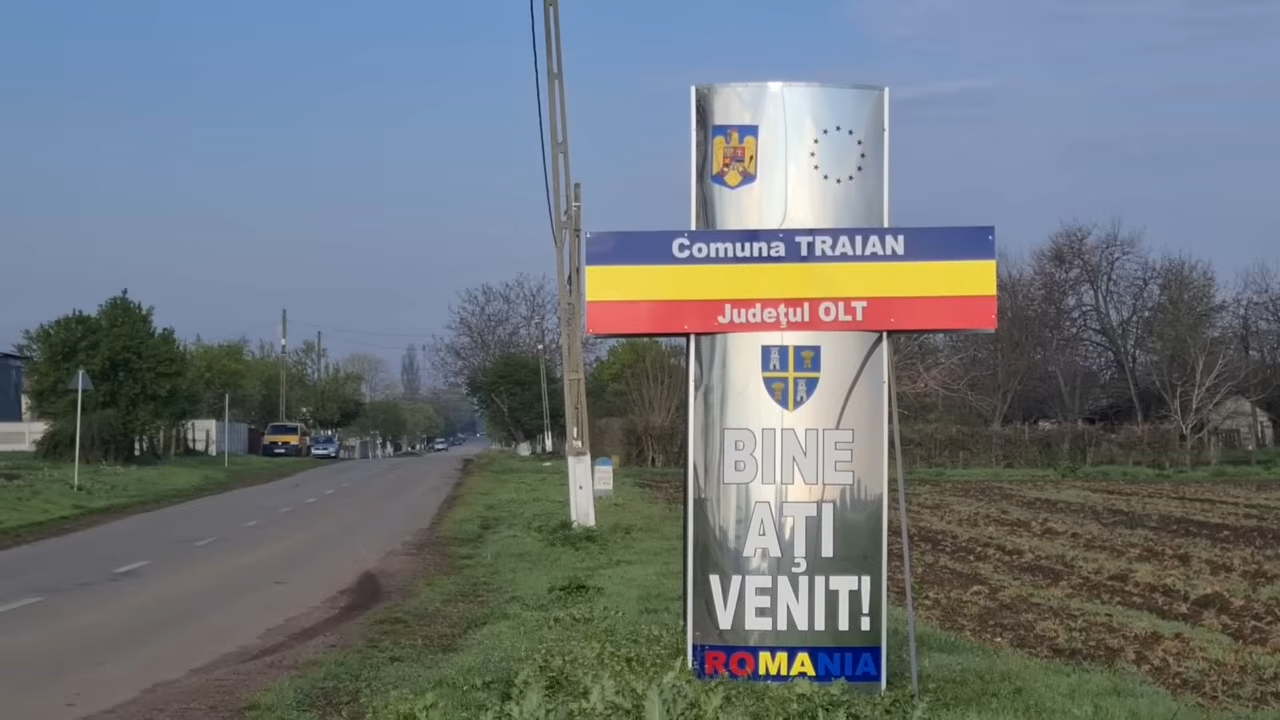 Comuna TRAIAN
Judeţul OLT
BINE
AŢI
VENIT!
ROMANIA